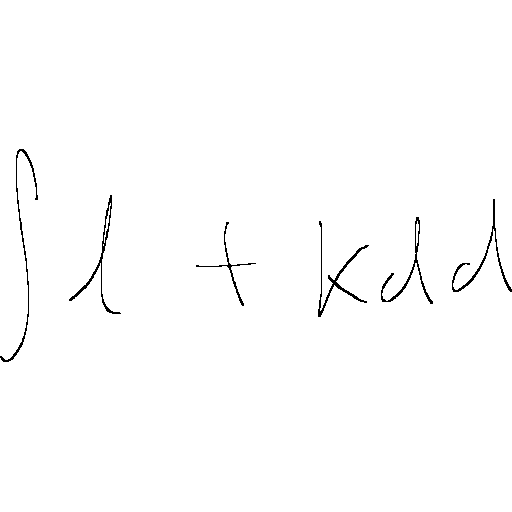 ∫ l + kdd